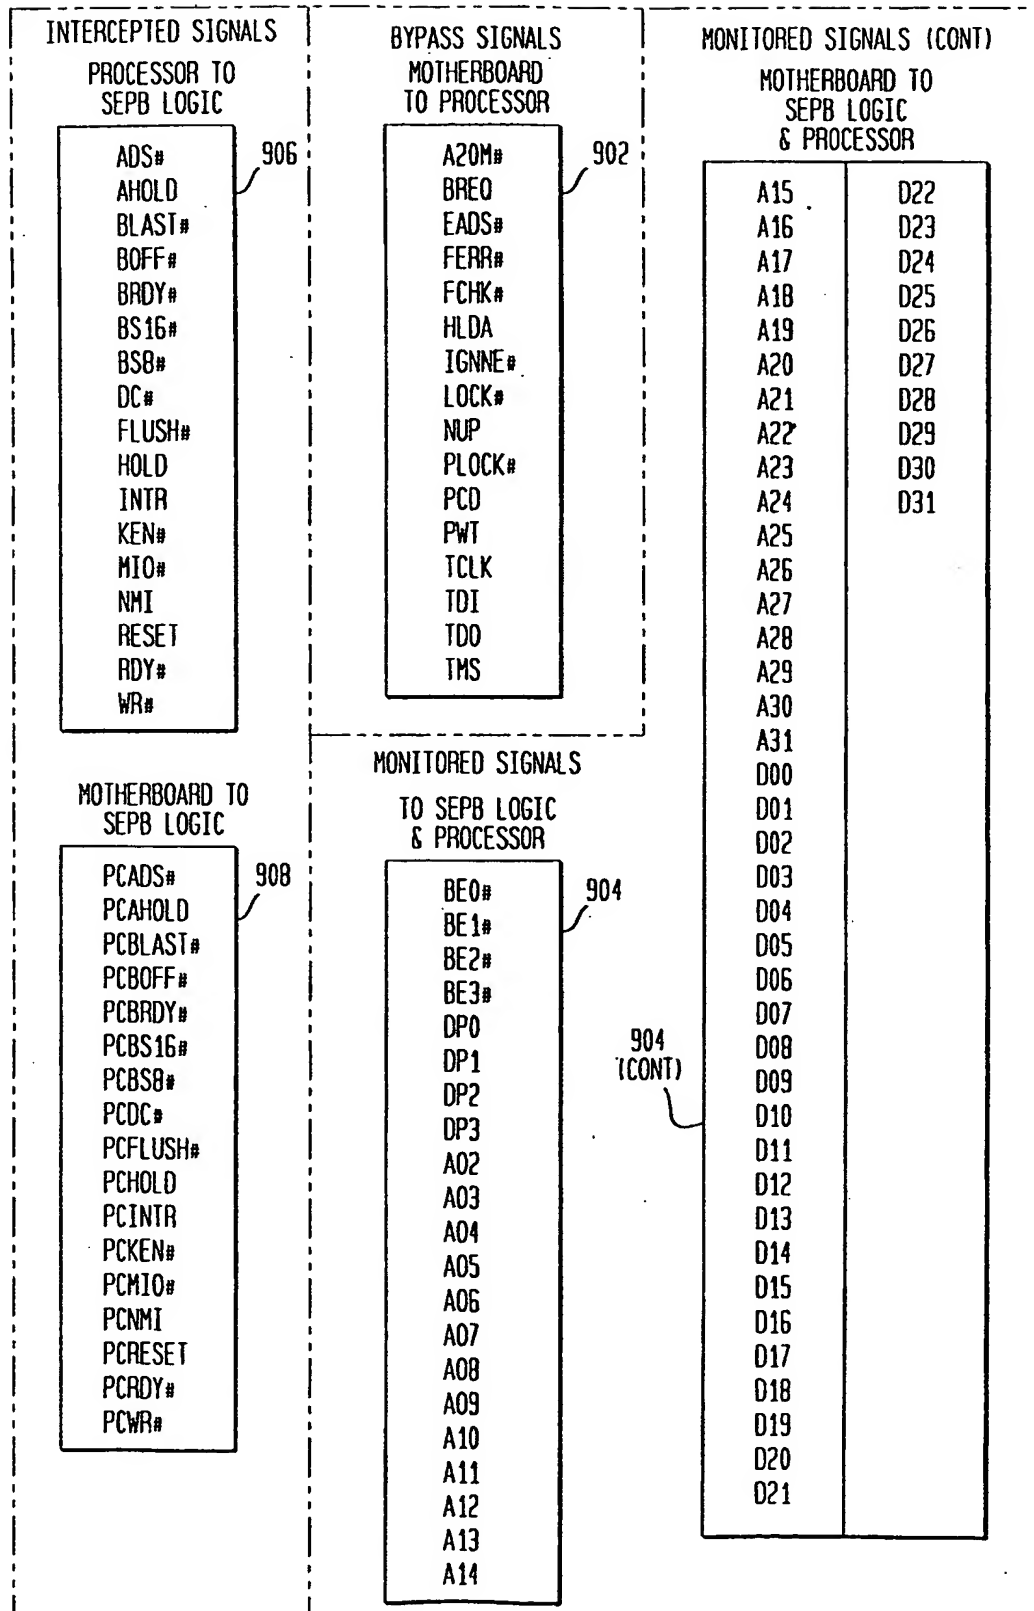 INTERCEPTED SIGNALS
PROCESSOR TO
SEPB LOGIC
906
ADS#
AHOLD
BLAST#
BOFF#
BRDY#
BS16#
BS8#
DC#
FLUSH#
HOLD
INTR
KEN#
MIO#
NMI
RESET
RDY#
WR#
MOTHERBOARD TO
SEPB LOGIC
908
PCADS#
PCAHOLD
PCBLAST#
PCBOFF#
PCBRDY#
PCBS16#
PCBS8#
PCDC#
PCFLUSH#
PCHOLD
PCINTR
PCKEN#
PCMIO#
PCNMI
PCRESET
PCRDY#
PCWR#
BYPASS SIGNALS
MOTHERBOARD
TO PROCESSOR
902
A20M#
BREQ
EADS#
FERR#
FCHK#
HLDA
IGNNE#
LOCK#
NUP
PLOCK#
PCD
PWT
TCLK
TDI
TDO
TMS
MONITORED SIGNALS
TO SEPB LOGIC
& PROCESSOR
904
BE0#
BE1#
BE2#
BE3#
DP0
DP1
DP2
DP3
A02
A03
A04
A05
A06
A07
A08
A09
A10
A11
A12
A13
A14
MONITORED SIGNALS (CONT)
MOTHERBOARD TO
SEPB LOGIC
& PROCESSOR
904
(CONT)
A15
A16
A17
A18
A19
A20
A21
A22
A23
A24
A25
A26
A27
A28
A29
A30
A31
D00
D01
D02
D03
D04
D05
D06
D07
D08
D09
D10
D11
D12
D13
D14
D15
D16
D17
D18
D19
D20
D21
D22
D23
D24
D25
D26
D27
D28
D29
D30
D31